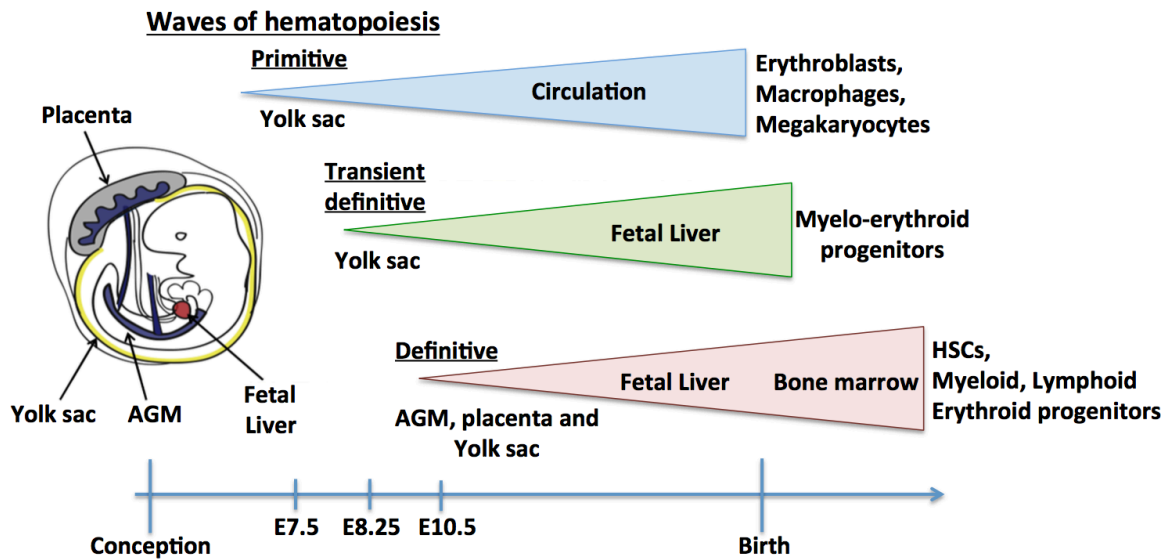 Waves of hematopoiesis
Primitive
Circulation
Yolk sac
Erythroblasts,
Macrophages,
Megakaryocytes
Placenta
Transient
definitive
Fetal Liver
Yolk sac
Myelo-erythroid
progenitors
Definitive
Fetal Liver
Bone marrow
AGM, placenta and
Yolk sac
HSCs,
Myeloid, Lymphoid
Erythroid progenitors
Yolk sac
AGM
Fetal
Liver
Conception
E7.5
E8.25
E10.5
Birth